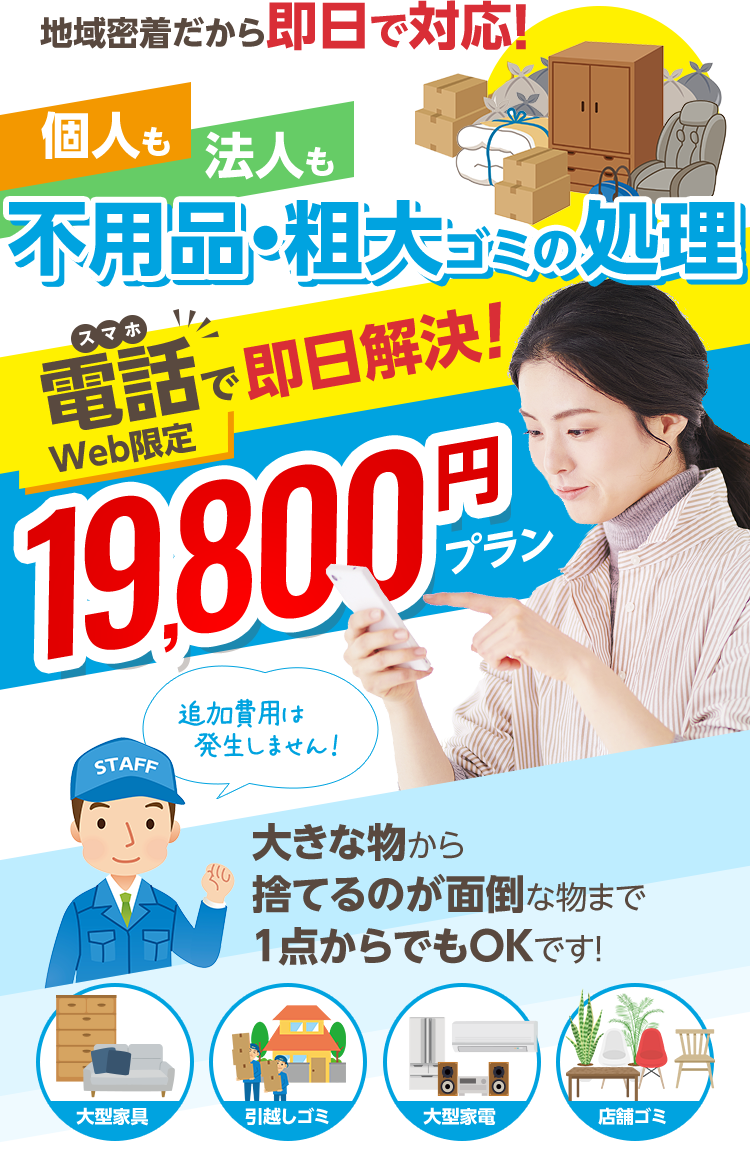 地域密着だから即日で対応!
個人も
法人も
不用品・粗大ゴミの処理
スマホ
電話で即日解決!
Web限定
19,800円
プラン
追加費用は
発生しません!
STAFF
大きな物から
捨てるのが面倒な物まで
1点からでもOKです!
大型家具
引越しゴミ
大型家電
店舗ゴミ